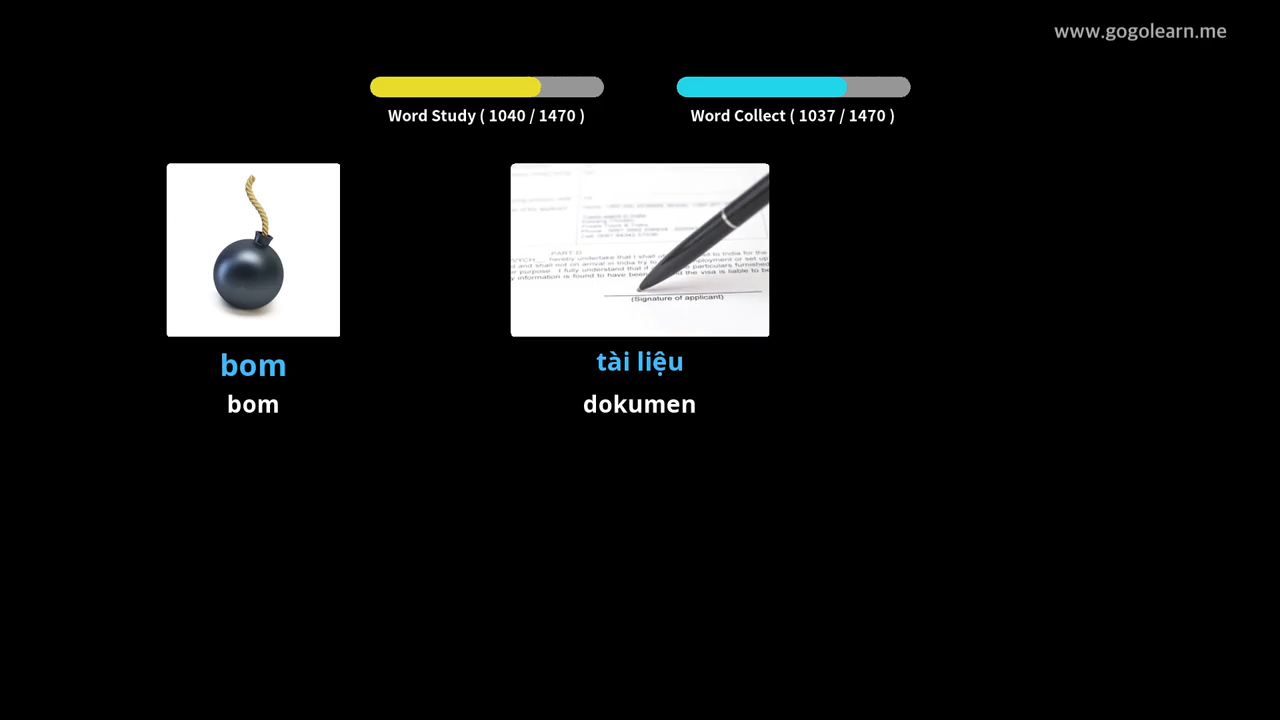 www.gogolearn.me
Word Study ( 1040 / 1470 )
Word Collect ( 1037 / 1470 )
PART D
(Signature of applicant)
bom
bom
tài liệu
dokumen